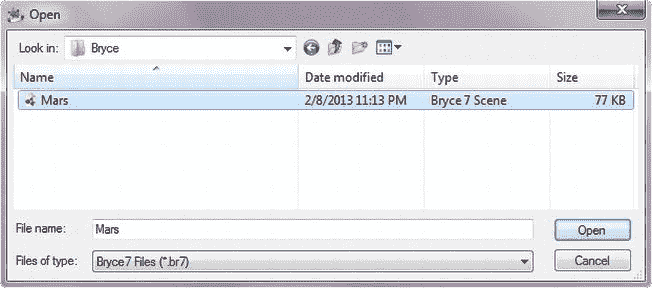 Open
Look in: Bryce
Name Date modified Type Size
Mars 2/8/2013 11:13 PM Bryce 7 Scene 77 KB
File name: Mars Open
Files of type: Bryce7 Files (*.br7) Cancel